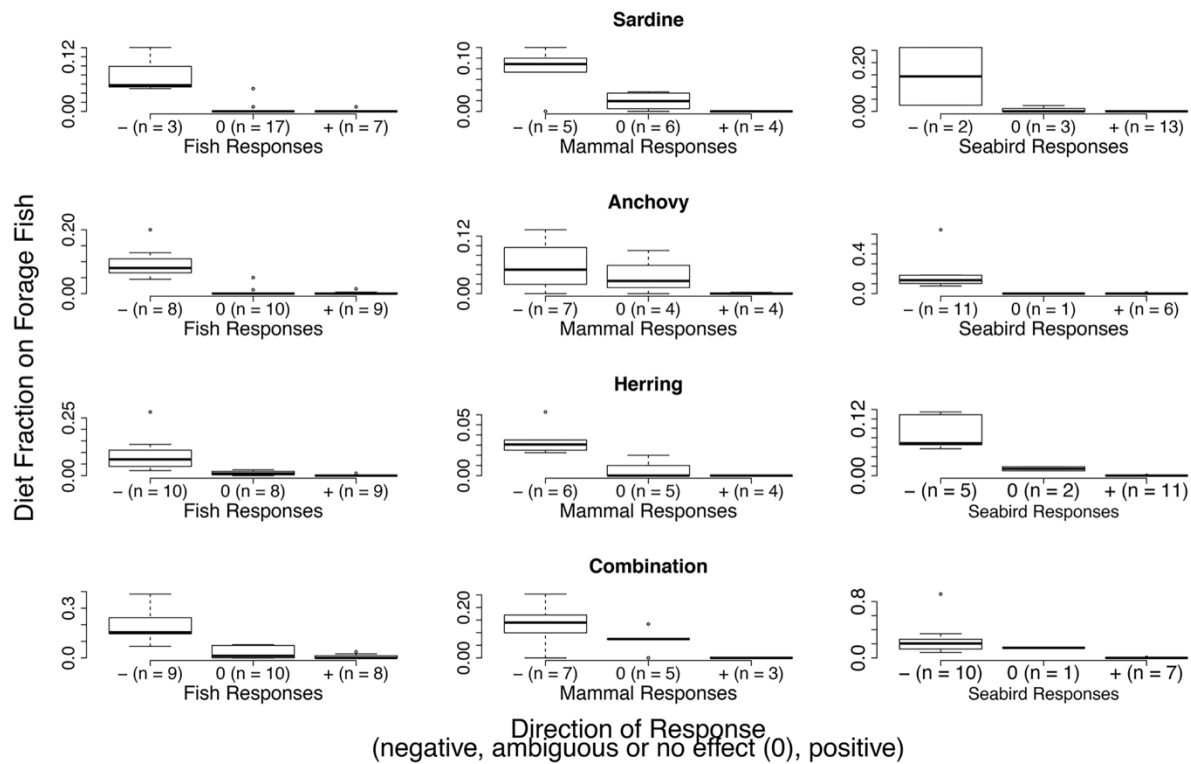 Sardine
0.12
0.00
− (n = 3) 0 (n = 17) + (n = 7)
Fish Responses
0.10
0.00
− (n = 5) 0 (n = 6) + (n = 4)
Mammal Responses
0.20
0.00
− (n = 2) 0 (n = 3) + (n = 13)
Seabird Responses
Diet Fraction on Forage Fish
Anchovy
0.20
0.00
− (n = 8) 0 (n = 10) + (n = 9)
Fish Responses
0.12
0.00
− (n = 7) 0 (n = 4) + (n = 4)
Mammal Responses
0.4
0.0
− (n = 11) 0 (n = 1) + (n = 6)
Seabird Responses
Herring
0.25
0.00
− (n = 10) 0 (n = 8) + (n = 9)
Fish Responses
0.05
0.00
− (n = 6) 0 (n = 5) + (n = 4)
Mammal Responses
0.12
0.00
− (n = 5) 0 (n = 2) + (n = 11)
Seabird Responses
Combination
0.3
0.0
− (n = 9) 0 (n = 10) + (n = 8)
Fish Responses
0.20
0.00
− (n = 7) 0 (n = 5) + (n = 3)
Mammal Responses
0.8
0.0
− (n = 10) 0 (n = 1) + (n = 7)
Seabird Responses
Direction of Response
(negative, ambiguous or no effect (0), positive)